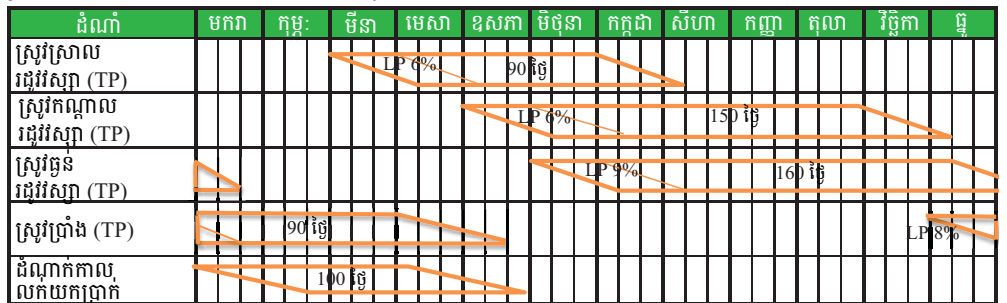 ដំណាំ មករា កុម្ភៈ មីនា មេសា ឧសភា មិថុនា កក្កដា សីហា កញ្ញា តុលា វិច្ឆិកា ធ្នូ
ស្រូវស្រាល
រដូវវស្សា (TP)
LP 6% 90 ថ្ងៃ
ស្រូវកណ្តាល
រដូវវស្សា (TP)
LP 6% 150 ថ្ងៃ
ស្រូវធ្ងន់
រដូវវស្សា (TP)
LP 9% 160 ថ្ងៃ
ស្រូវប្រាំង (TP) 90 ថ្ងៃ LP 8%
ដំណាក់កាល
លក់យកប្រាក់
100 ថ្ងៃ